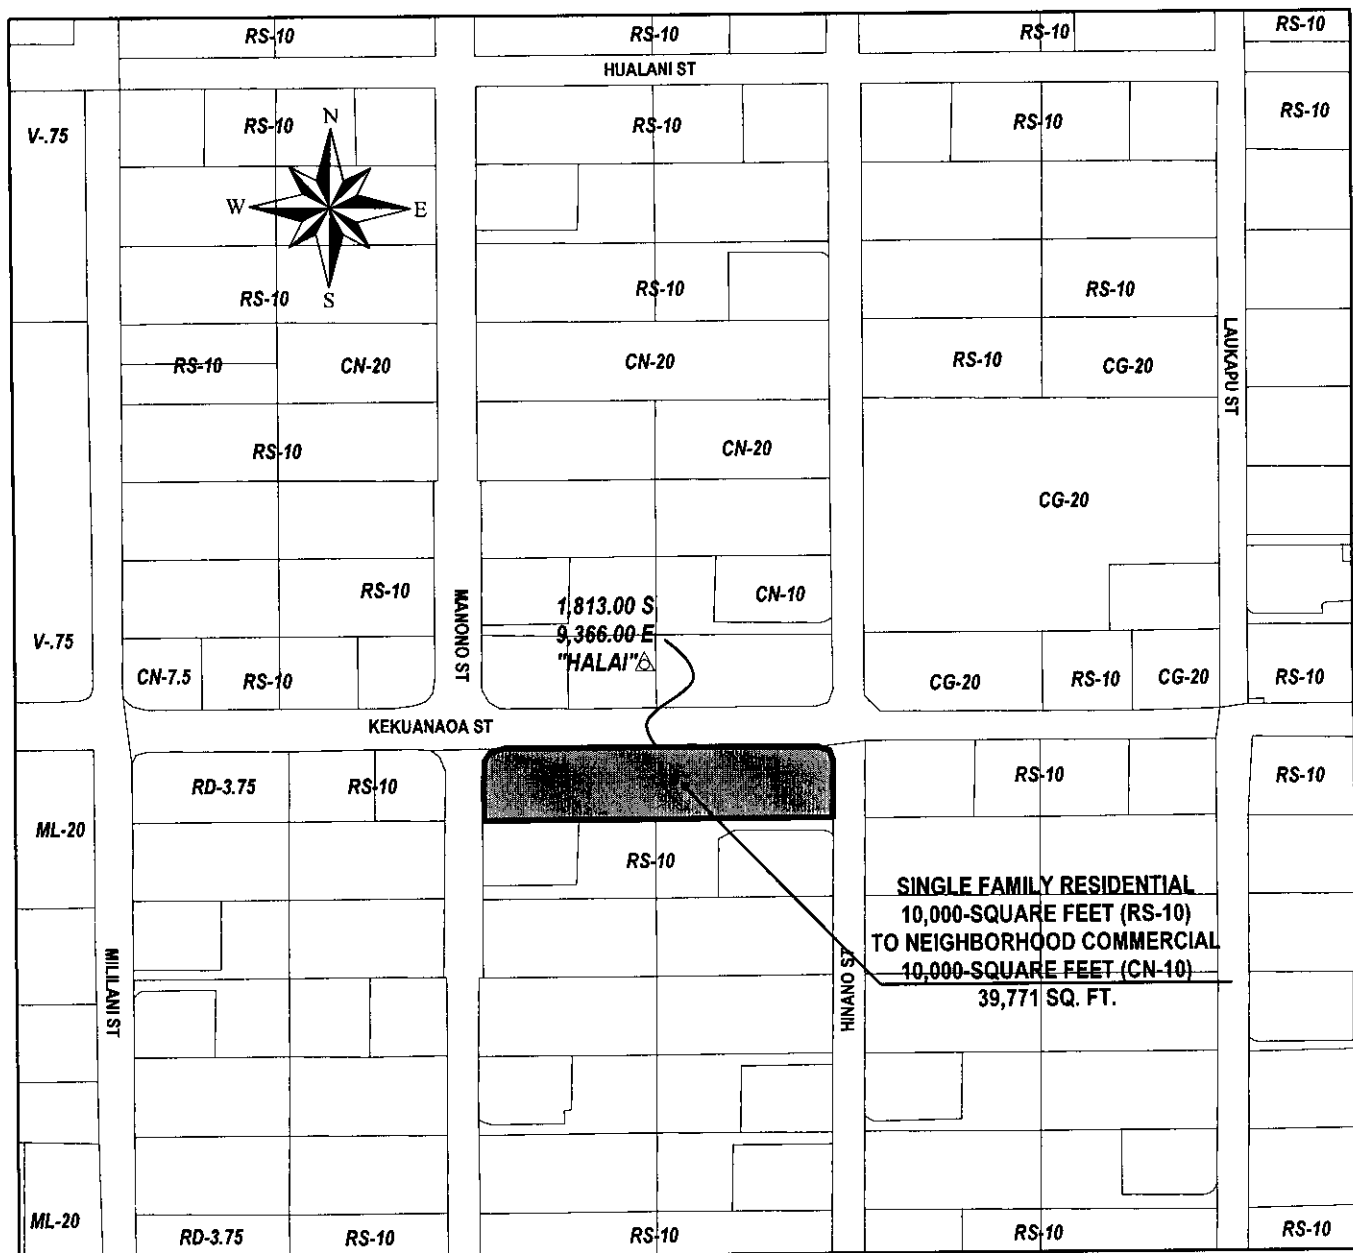 RS-10
RS-10
RS-10
RS-10
HUALANI ST
V-.75
RS-10
RS-10
RS-10
RS-10
N
W
E
S
RS-10
RS-10
RS-10
LAUKAPU ST
RS-10
CN-20
CN-20
RS-10
CG-20
RS-10
CN-20
CG-20
RS-10
MANONO ST
CN-10
1,813.00 S
9,366.00 E
"HALAI"
V-.75
CN-7.5
RS-10
CG-20
RS-10
CG-20
RS-10
KEKUANAOA ST
RD-3.75
RS-10
RS-10
RS-10
ML-20
RS-10
SINGLE FAMILY RESIDENTIAL
10,000-SQUARE FEET (RS-10)
TO NEIGHBORHOOD COMMERCIAL
10,000-SQUARE FEET (CN-10)
39,771 SQ. FT.
MILILANI ST
HINANO ST
ML-20
RD-3.75
RS-10
RS-10
RS-10
RS-10